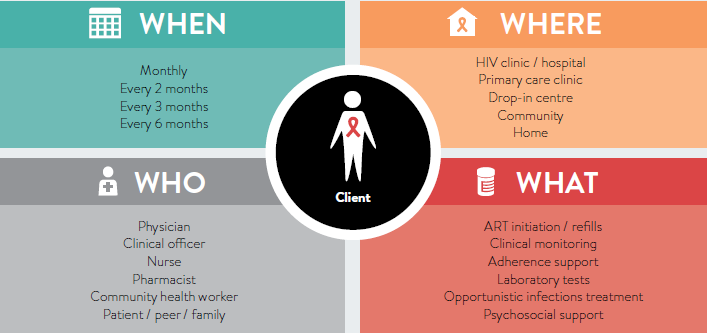 WHEN
Monthly
Every 2 months
Every 3 months
Every 6 months
WHERE
HIV clinic / hospital
Primary care clinic
Drop-in centre
Community
Home
Client
WHO
Physician
Clinical officer
Nurse
Pharmacist
Community health worker
Patient / peer / family
WHAT
ART initiation / refills
Clinical monitoring
Adherence support
Laboratory tests
Opportunistic infections treatment
Psychosocial support